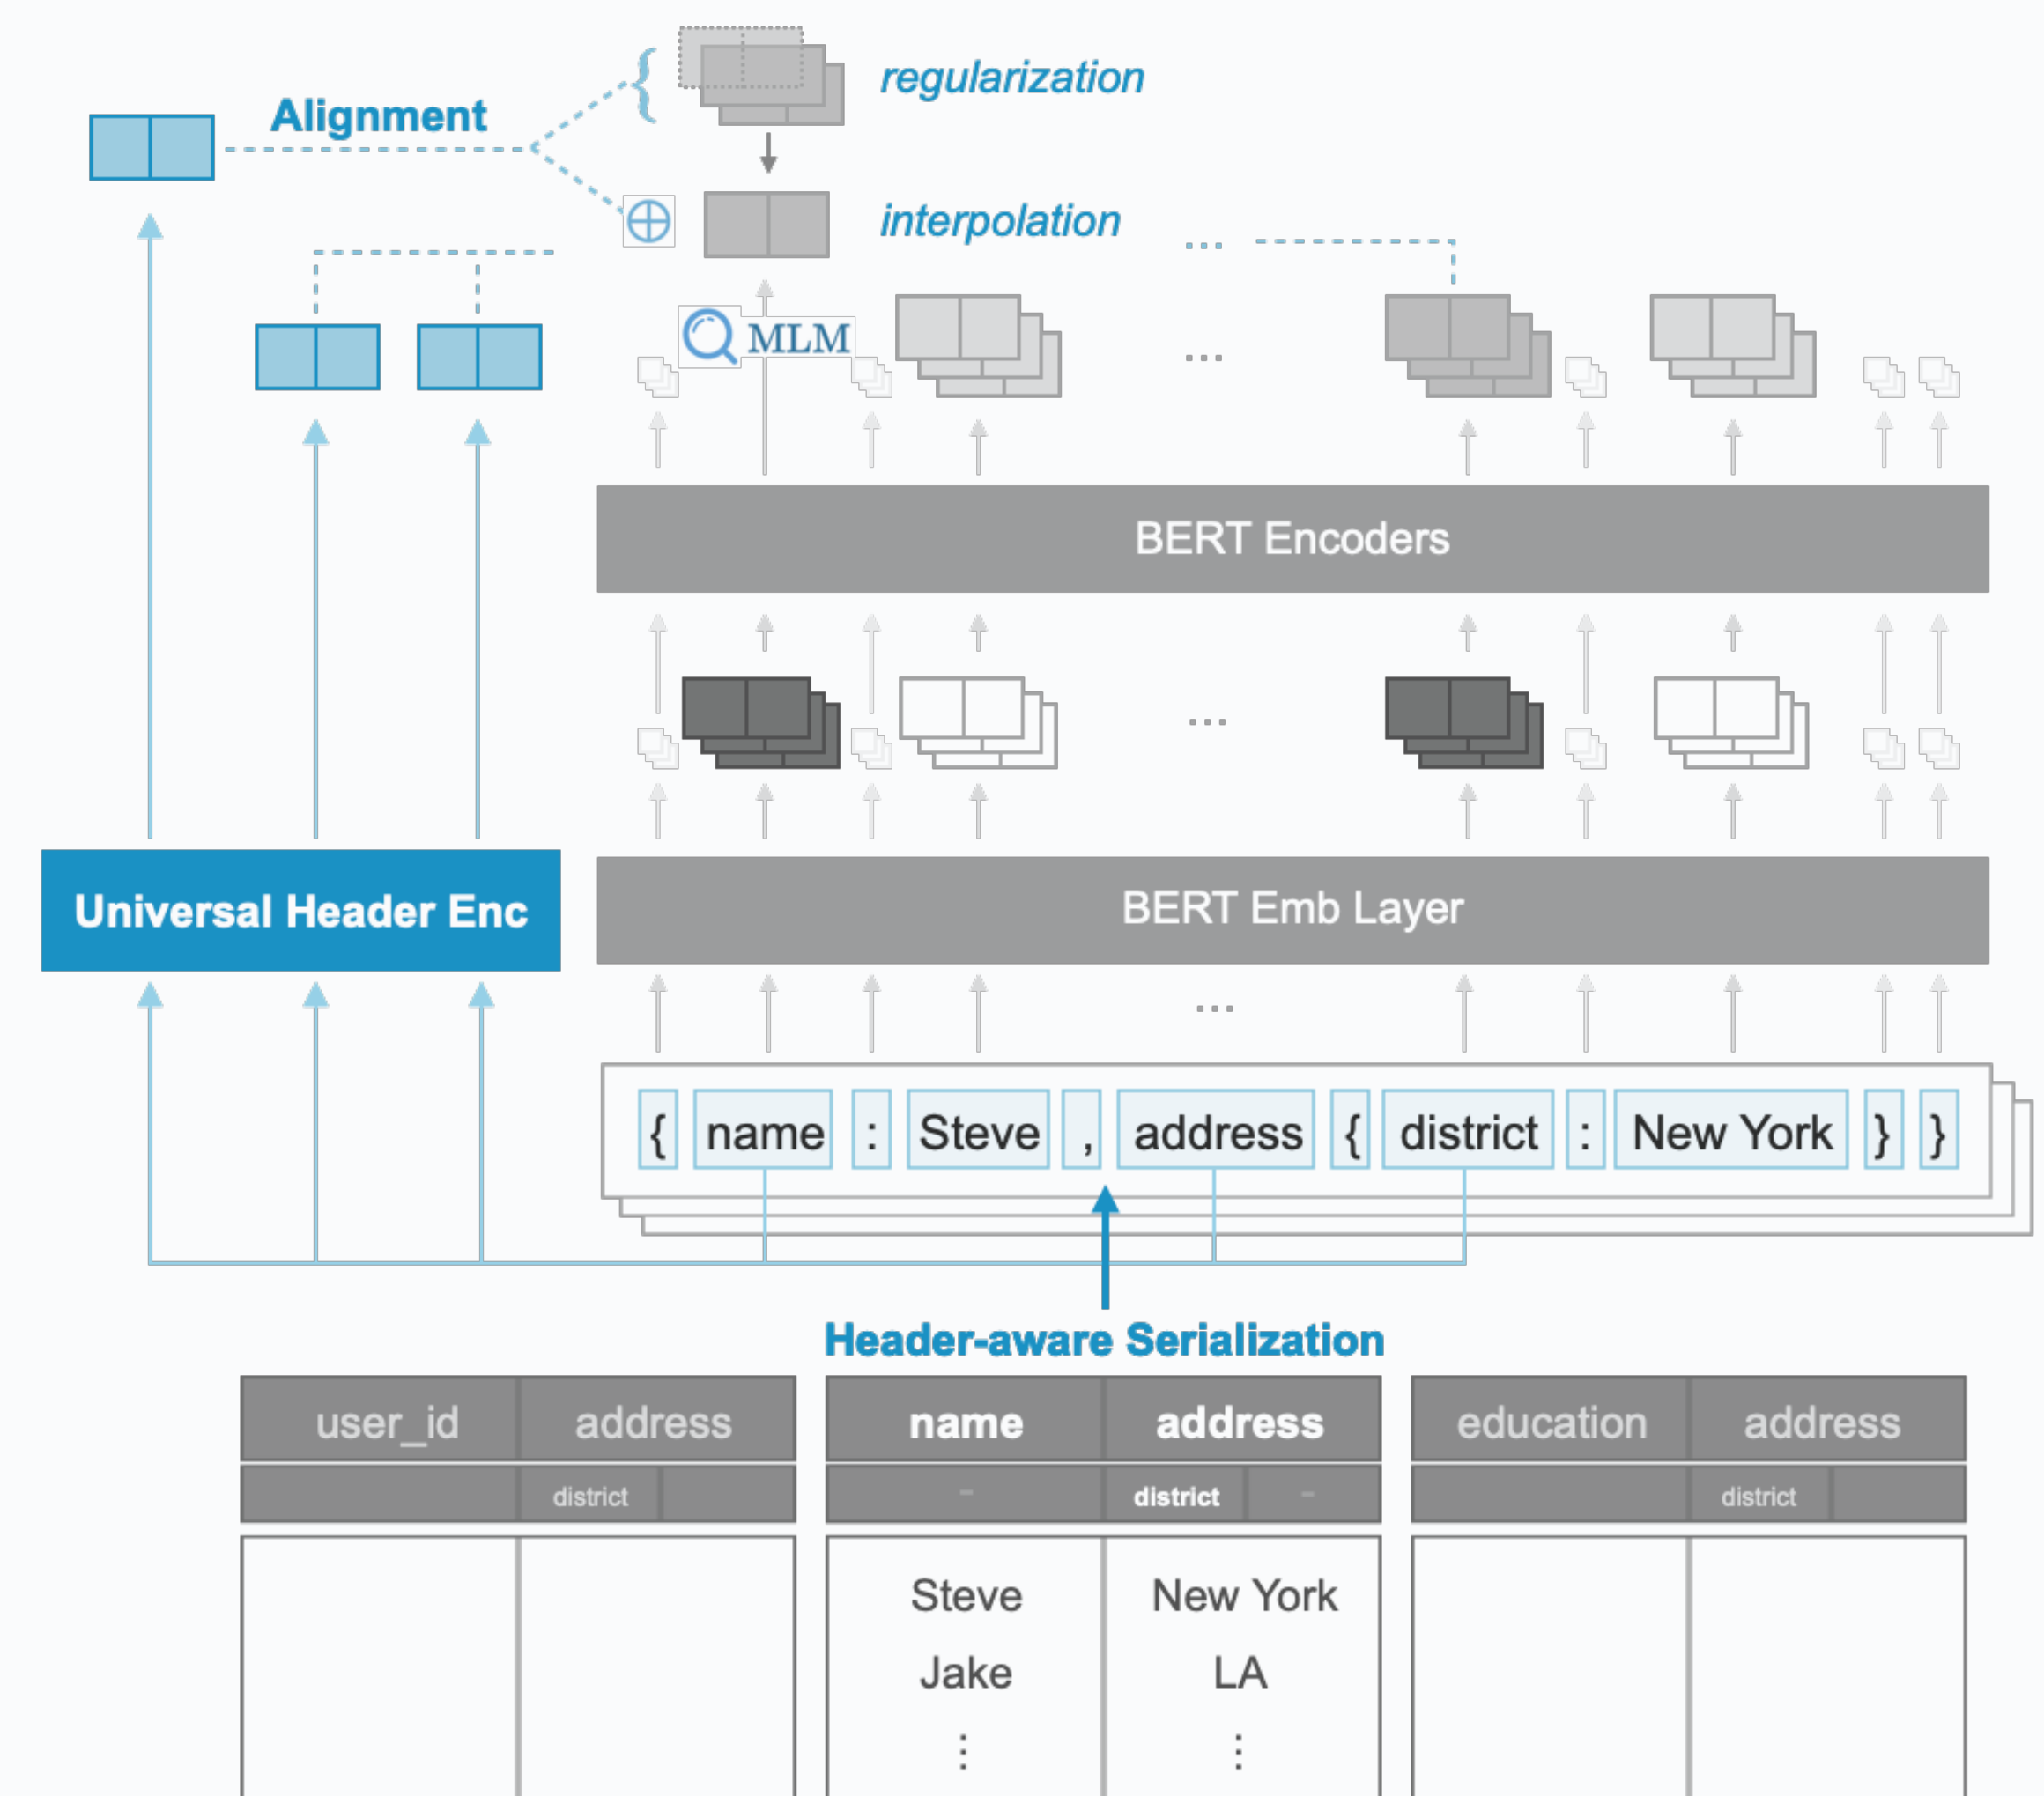 regularization
Alignment
interpolation
...
MLM
...
BERT Encoders
...
Universal Header Enc
BERT Emb Layer
...
{ name : Steve , address { district : New York } }
Header-aware Serialization
user_id address name address education address
district - district - district
Steve New York
Jake LA
⋮ ⋮